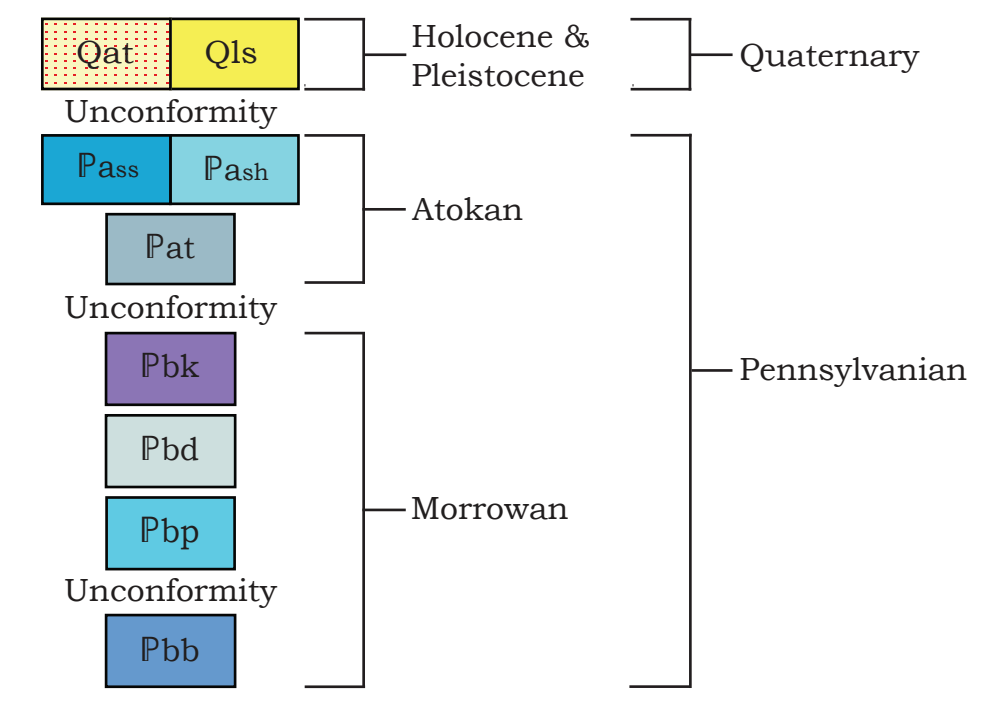 Qat Qls
Holocene &
Pleistocene
Quaternary
Unconformity
ℙass ℙash
Atokan
ℙat
Unconformity
ℙbk
Pennsylvanian
ℙbd
Morrowan
ℙbp
Unconformity
ℙbb